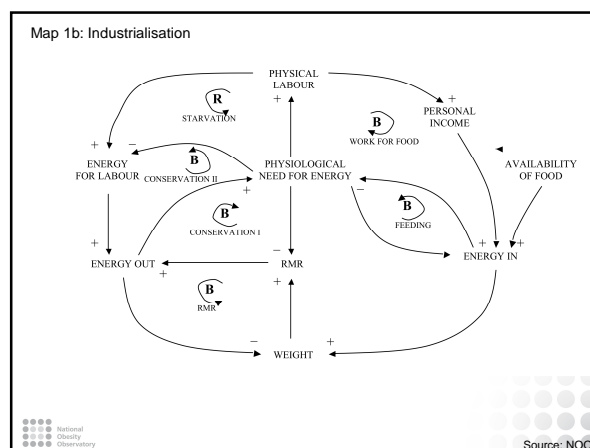 Map 1b: Industrialisation
PHYSICAL
LABOUR
+
R
STARVATION
B
WORK FOR FOOD
+
PERSONAL
INCOME
+
−
ENERGY
FOR LABOUR
B
CONSERVATION II
PHYSIOLOGICAL
NEED FOR ENERGY
+
−
AVAILABILITY
OF FOOD
B
CONSERVATION I
B
FEEDING
+
ENERGY OUT
+
−
RMR
+
+
+
ENERGY IN
B
RMR
−
WEIGHT
+
National
Obesity
Observatory
Source: NOO